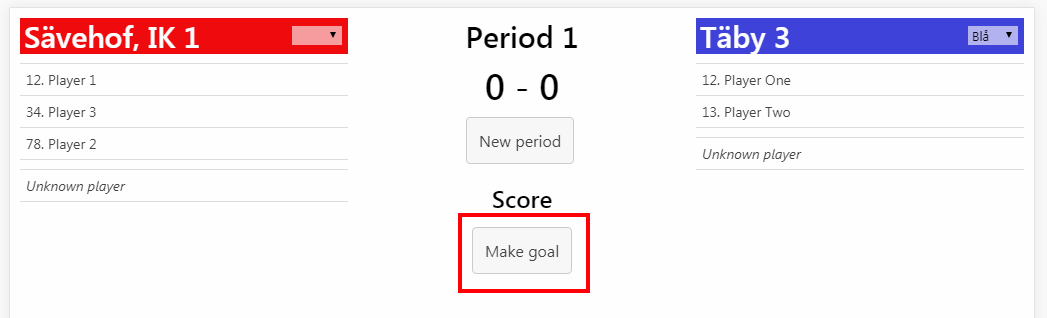 Sävehof, IK 1
12. Player 1
34. Player 3
78. Player 2
Unknown player
Period 1
0 - 0
New period
Score
Make goal
Täby 3
Blå
12. Player One
13. Player Two
Unknown player